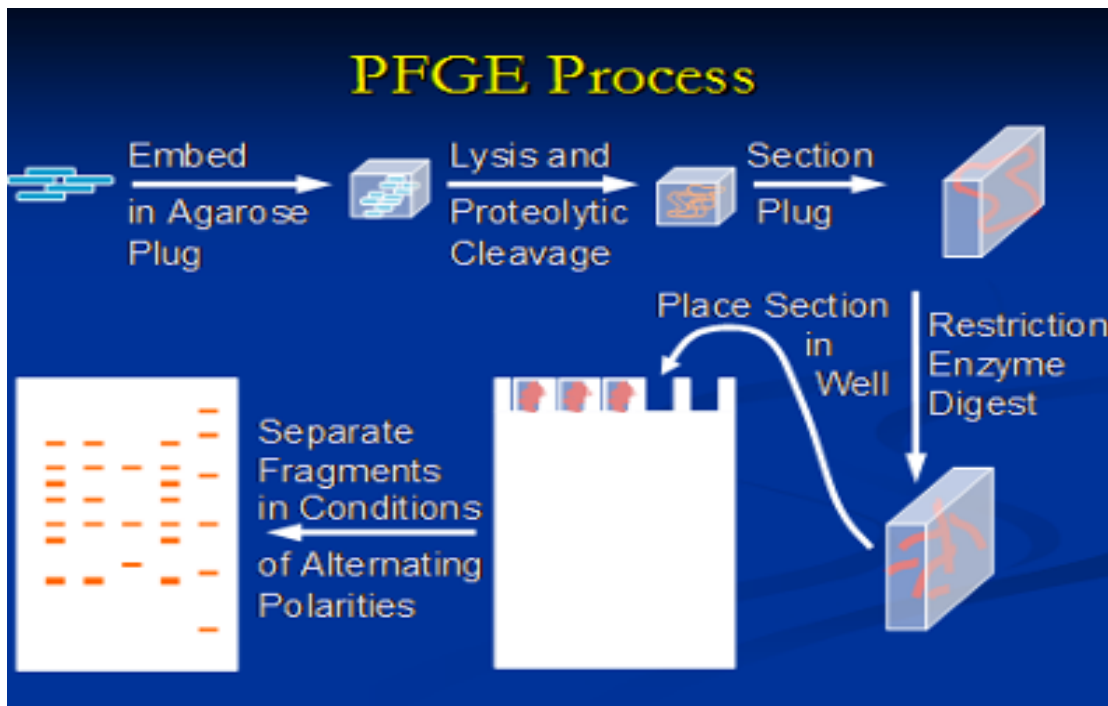 PFGE Process
Embed
in Agarose
Plug
Lysis and
Proteolytic
Cleavage
Section
Plug
Restriction
Enzyme
Digest
Place Section
in
Well
Separate
Fragments
in Conditions
of Alternating
Polarities